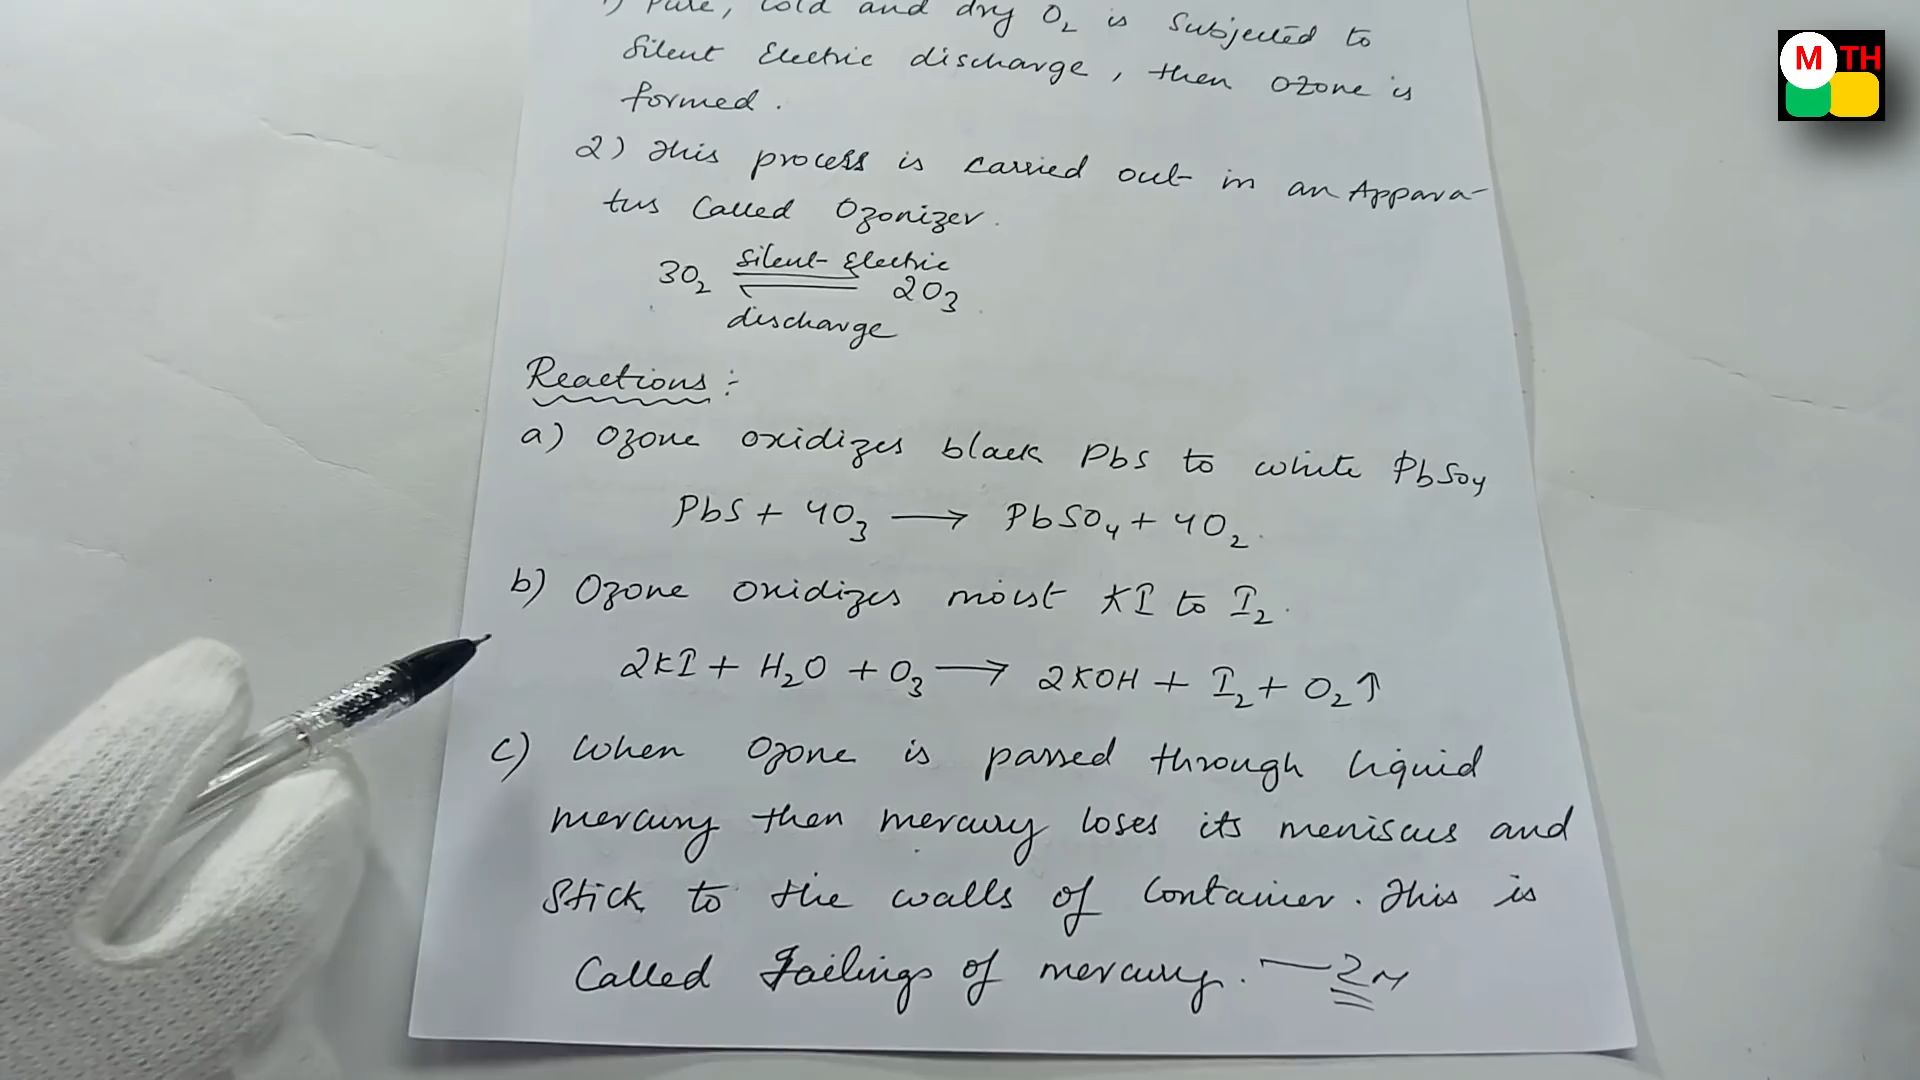 1) Pure, cold and dry O₂ is subjected to
Silent Electric discharge, then Ozone is
formed.
2) This process is carried out in an Appara-
tus Called Ozonizer.
Silent Electric
3O₂ ⇌ 2O₃
discharge
Reactions :-
a) Ozone oxidizes black PbS to white PbSO₄
PbS + 4O₃ → PbSO₄ + 4O₂.
b) Ozone oxidizes moist KI to I₂.
2KI + H₂O + O₃ → 2KOH + I₂ + O₂↑
c) When Ozone is passed through liquid
mercury then mercury loses its meniscus and
Stick to the walls of Container. This is
Called Failings of mercury. — 2M
M TH